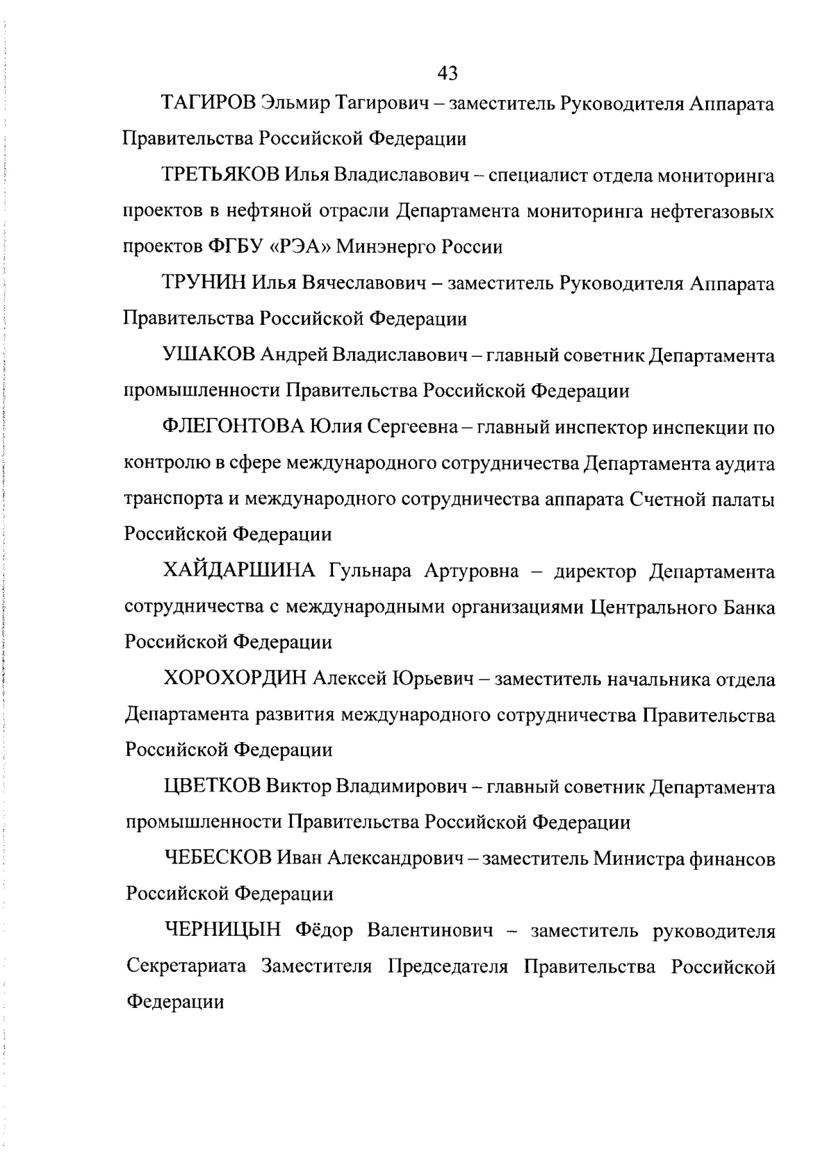 43
ТАГИРОВ Эльмир Тагирович – заместитель Руководителя Аппарата
Правительства Российской Федерации
ТРЕТЬЯКОВ Илья Владиславович – специалист отдела мониторинга
проектов в нефтяной отрасли Департамента мониторинга нефтегазовых
проектов ФГБУ «РЭА» Минэнерго России
ТРУНИН Илья Вячеславович – заместитель Руководителя Аппарата
Правительства Российской Федерации
УШАКОВ Андрей Владиславович – главный советник Департамента
промышленности Правительства Российской Федерации
ФЛЕГОНТОВА Юлия Сергеевна – главный инспектор инспекции по
контролю в сфере международного сотрудничества Департамента аудита
транспорта и международного сотрудничества аппарата Счетной палаты
Российской Федерации
ХАЙДАРШИНА Гульнара Артуровна – директор Департамента
сотрудничества с международными организациями Центрального Банка
Российской Федерации
ХОРОХОРДИН Алексей Юрьевич – заместитель начальника отдела
Департамента развития международного сотрудничества Правительства
Российской Федерации
ЦВЕТКОВ Виктор Владимирович – главный советник Департамента
промышленности Правительства Российской Федерации
ЧЕБЕСКОВ Иван Александрович – заместитель Министра финансов
Российской Федерации
ЧЕРНИЦЫН Фёдор Валентинович – заместитель руководителя
Секретариата Заместителя Председателя Правительства Российской
Федерации